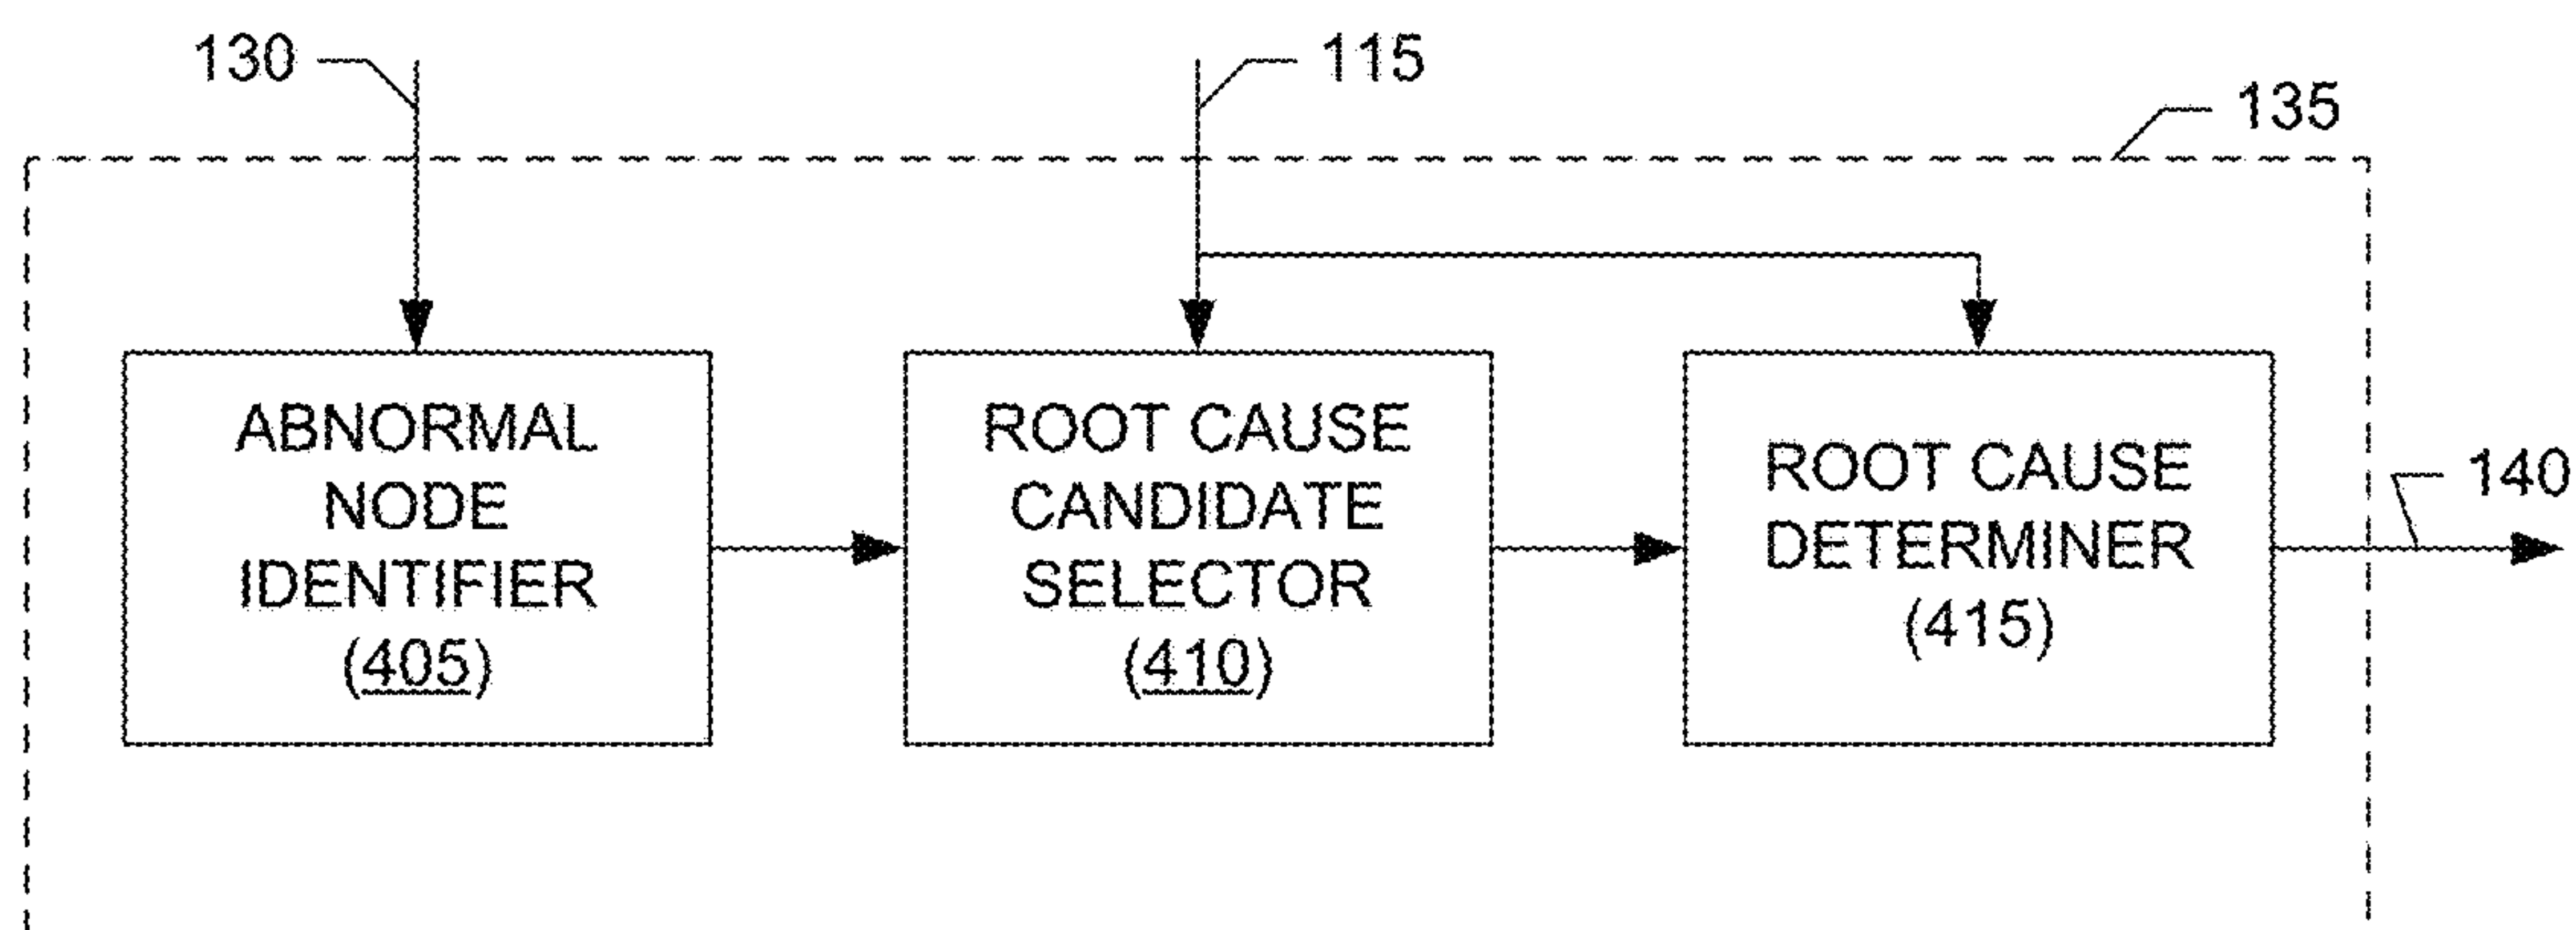 130
115
135
ABNORMAL
NODE
IDENTIFIER
(405)
ROOT CAUSE
CANDIDATE
SELECTOR
(410)
ROOT CAUSE
DETERMINER
(415)
140